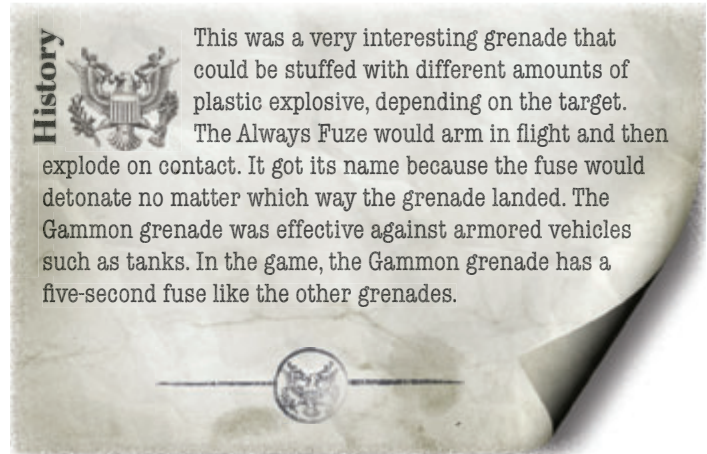 History
This was a very interesting grenade that
could be stuffed with different amounts of
plastic explosive, depending on the target.
The Always Fuze would arm in flight and then
explode on contact. It got its name because the fuse would
detonate no matter which way the grenade landed. The
Gammon grenade was effective against armored vehicles
such as tanks. In the game, the Gammon grenade has a
five-second fuse like the other grenades.